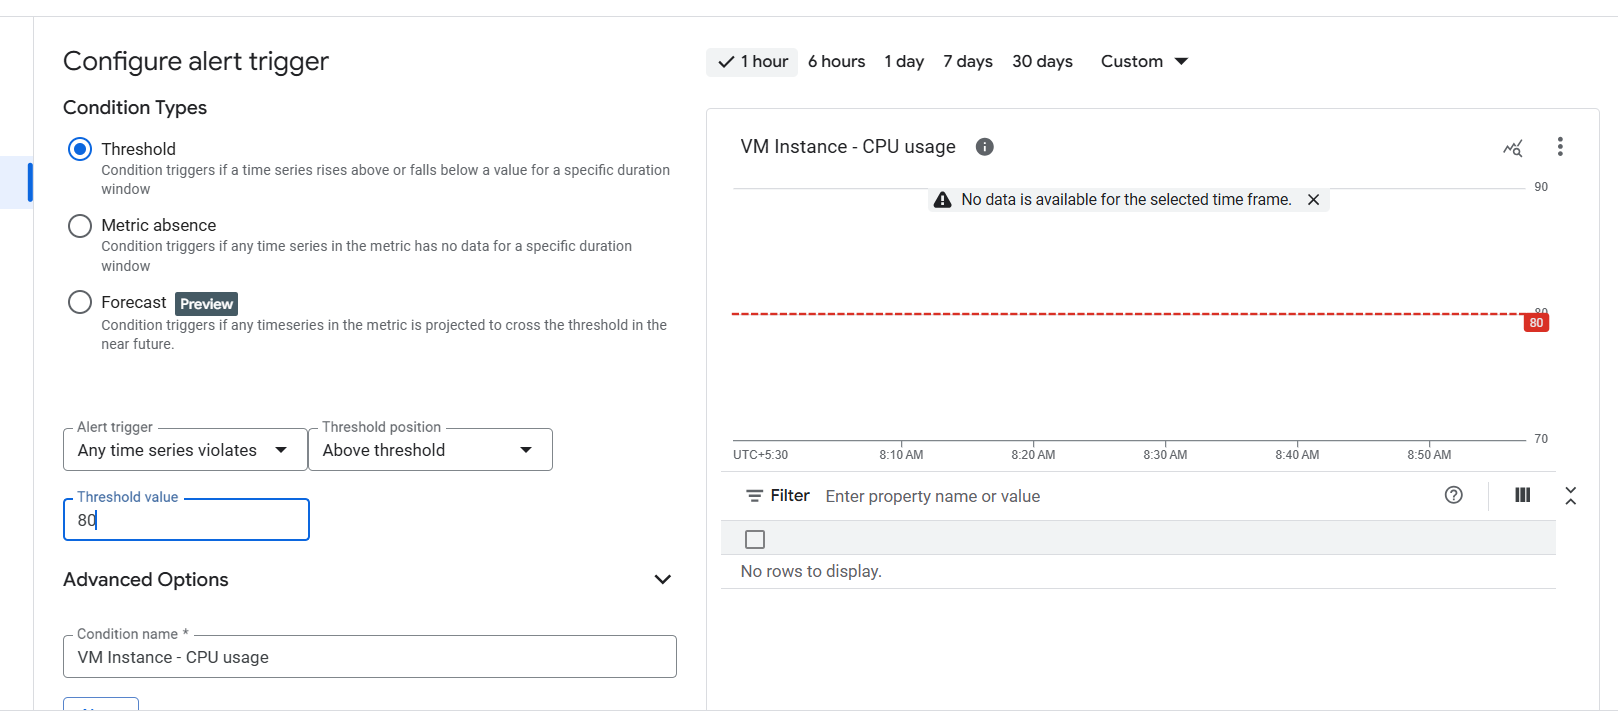 Configure alert trigger
Condition Types
Threshold
Condition triggers if a time series rises above or falls below a value for a specific duration
window
Metric absence
Condition triggers if any time series in the metric has no data for a specific duration
window
Forecast Preview
Condition triggers if any timeseries in the metric is projected to cross the threshold in the
near future.
Alert trigger
Any time series violates
Threshold position
Above threshold
Threshold value
80
Advanced Options
Condition name *
VM Instance - CPU usage
1 hour 6 hours 1 day 7 days 30 days Custom
VM Instance - CPU usage
90
No data is available for the selected time frame.
80
80
70
UTC+5:30 8:10 AM 8:20 AM 8:30 AM 8:40 AM 8:50 AM
Filter Enter property name or value
No rows to display.